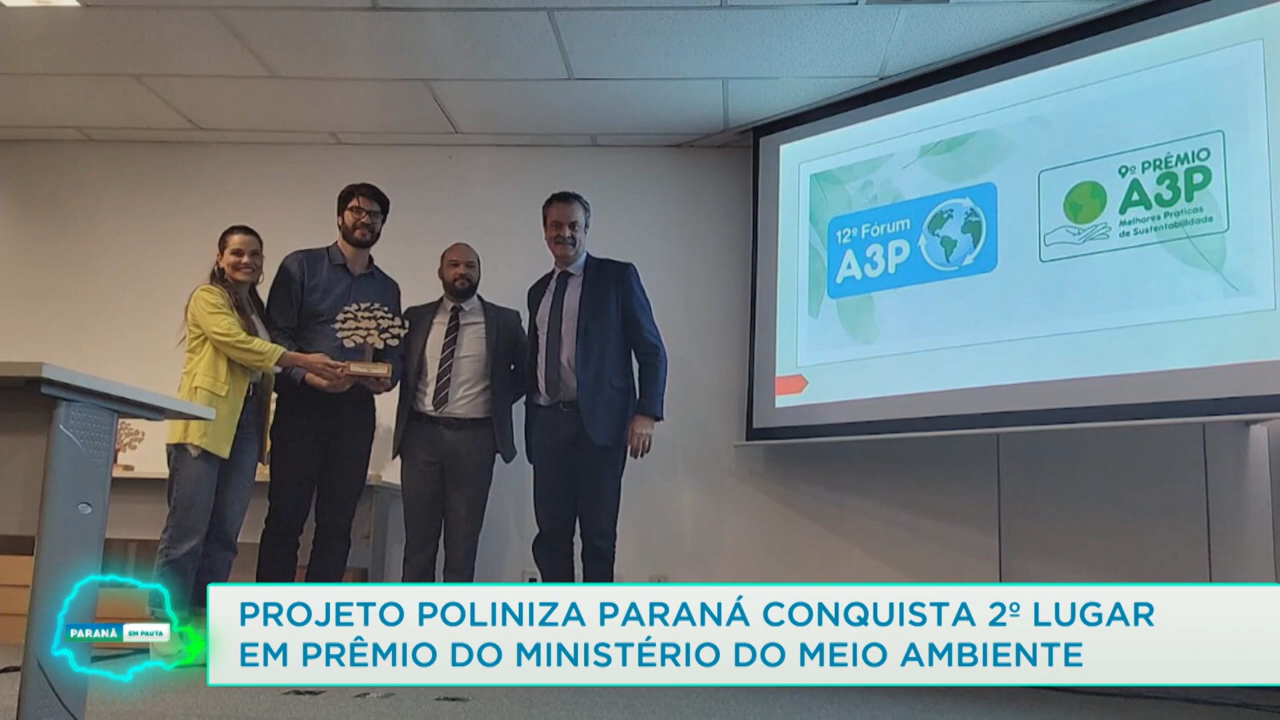 12º Fórum
A3P
9º PRÊMIO
A3P
Melhores Práticas
de Sustentabilidade
PROJETO POLINIZA PARANÁ CONQUISTA 2º LUGAR
EM PRÊMIO DO MINISTÉRIO DO MEIO AMBIENTE
PARANÁ EM PAUTA